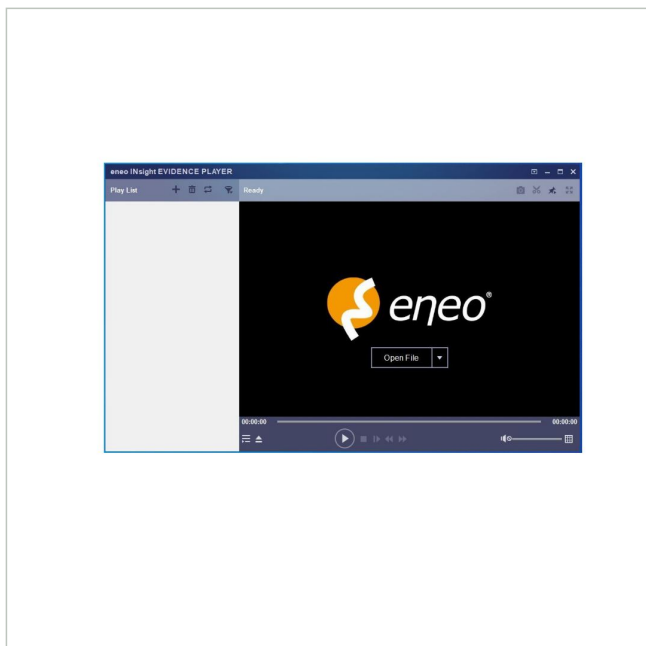 eneo INsight EVIDENCE PLAYER
Play List
Ready
eneo®
Open File
00:00:00
00:00:00